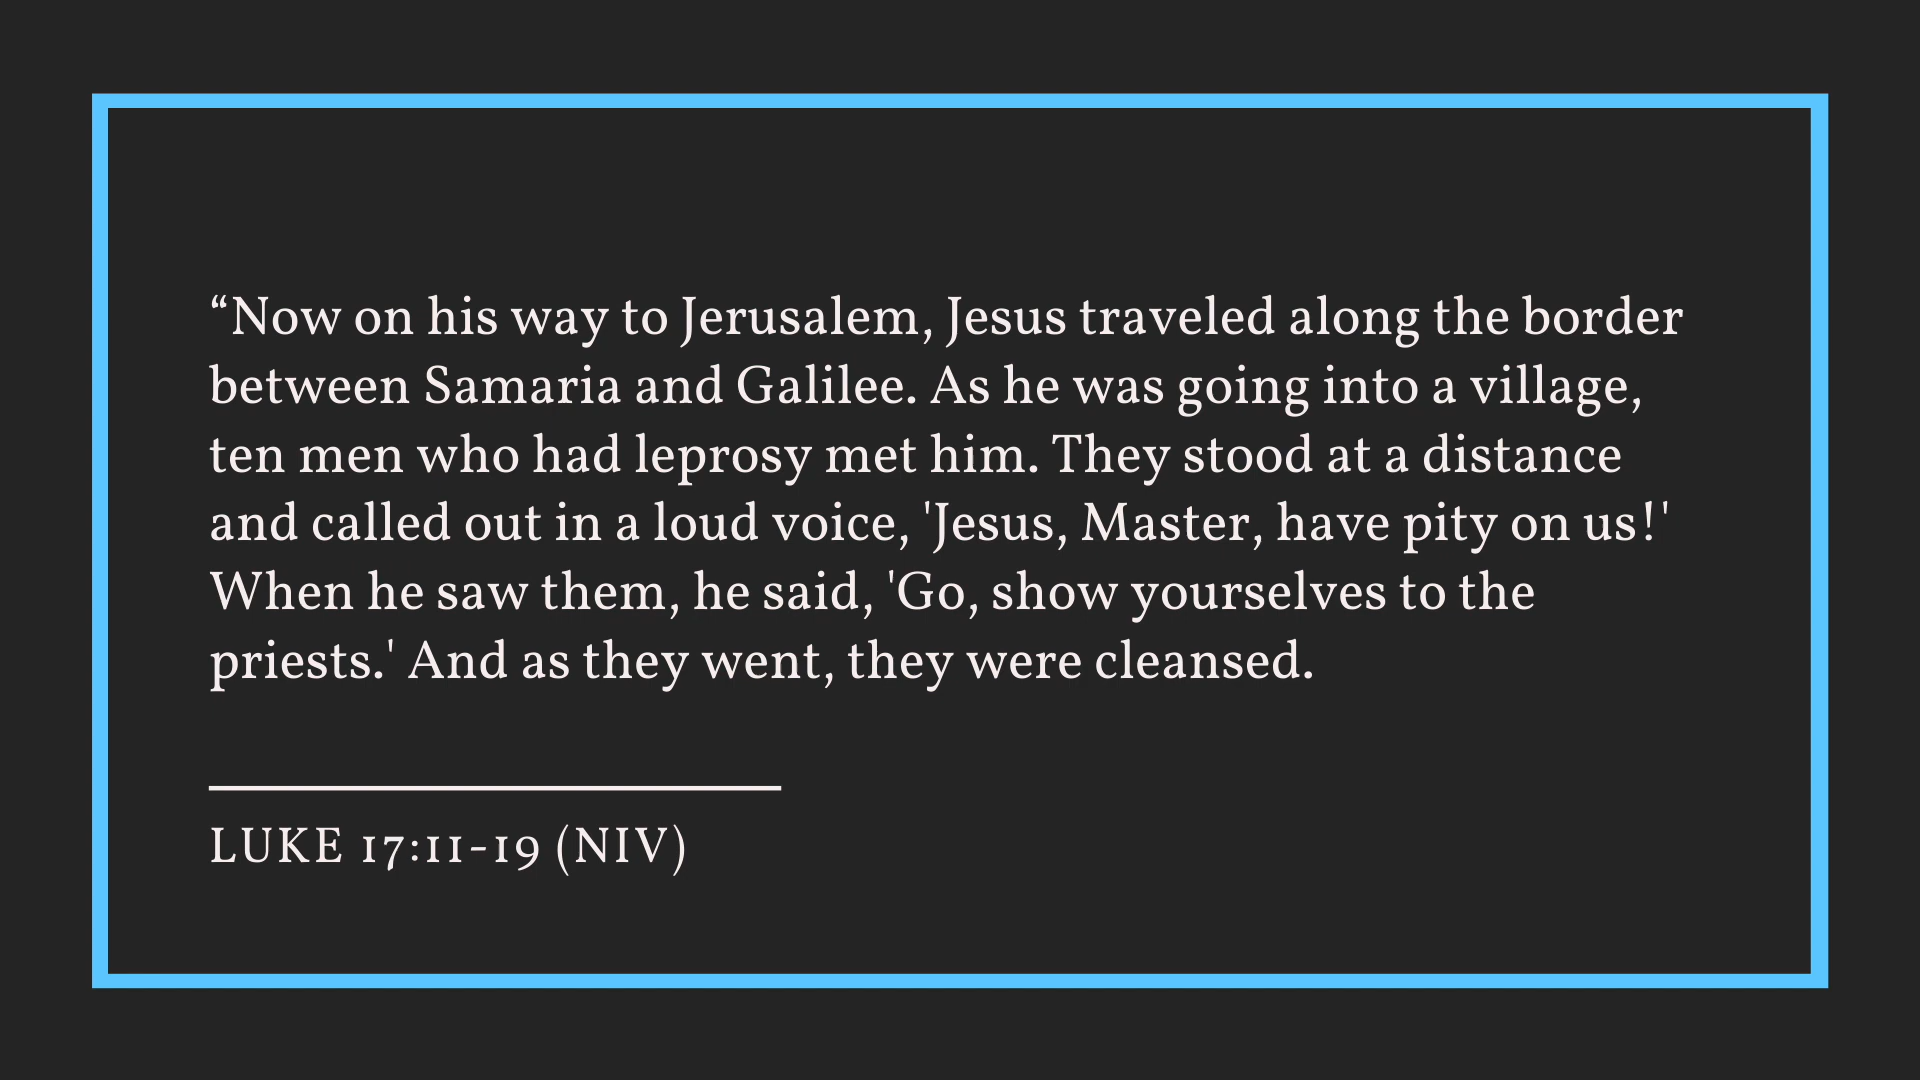 “Now on his way to Jerusalem, Jesus traveled along the border
between Samaria and Galilee. As he was going into a village,
ten men who had leprosy met him. They stood at a distance
and called out in a loud voice, 'Jesus, Master, have pity on us!'
When he saw them, he said, 'Go, show yourselves to the
priests.' And as they went, they were cleansed.
LUKE 17:11-19 (NIV)